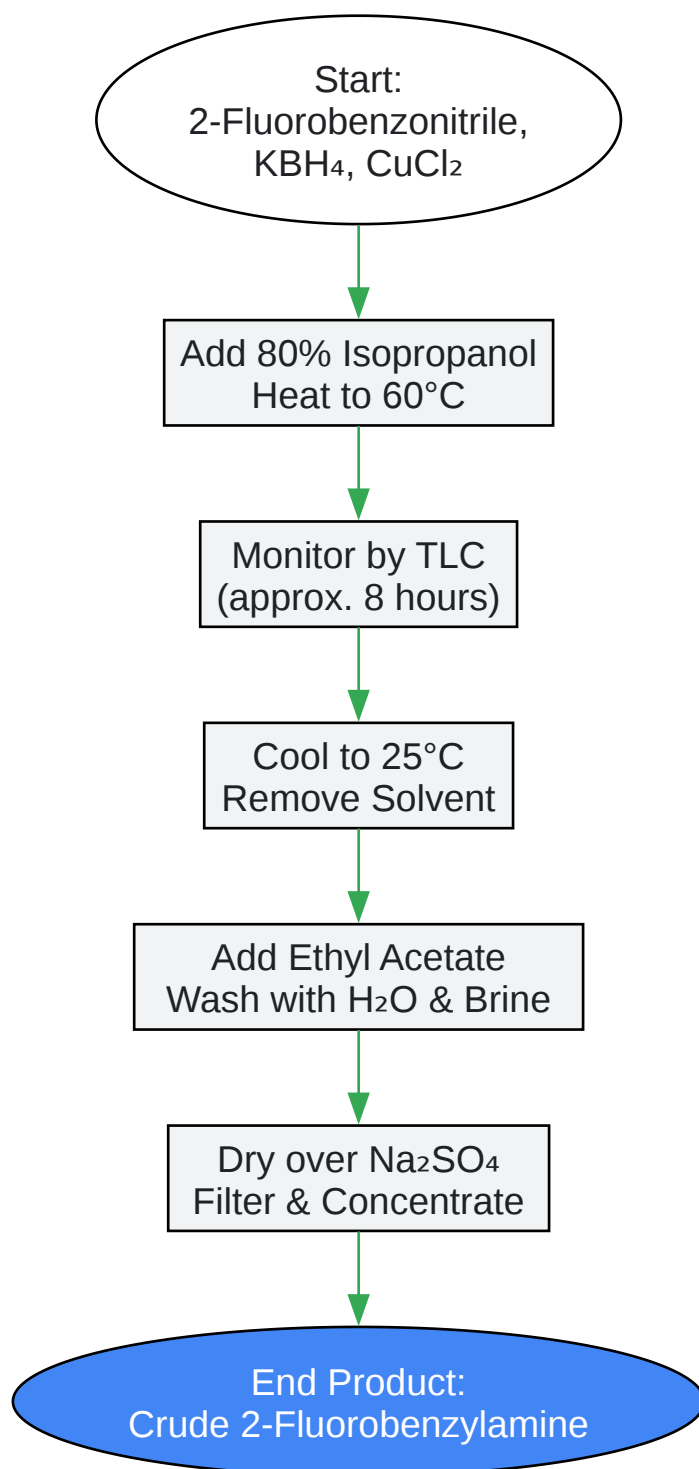 Start:
2-Fluorobenzonitrile,
KBH₄, CuCl₂
Add 80% Isopropanol
Heat to 60°C
Monitor by TLC
(approx. 8 hours)
Cool to 25°C
Remove Solvent
Add Ethyl Acetate
Wash with H₂O & Brine
Dry over Na₂SO₄
Filter & Concentrate
End Product:
Crude 2-Fluorobenzylamine